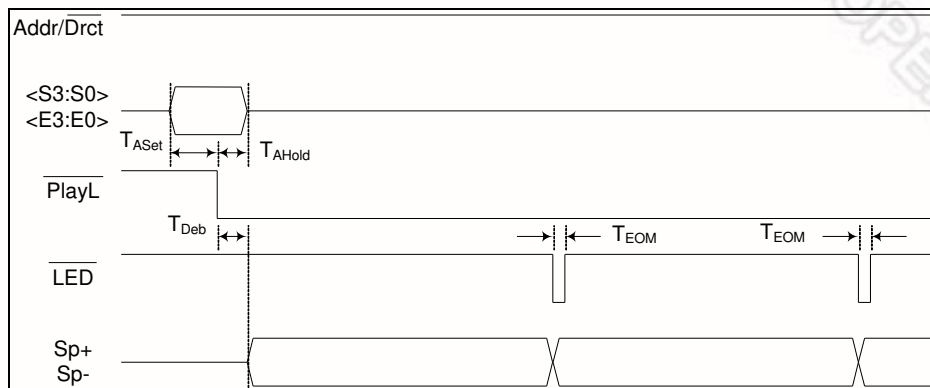 Addr/Drct
<S3:S0>
<E3:E0>
TASet
TAHold
PlayL
TDeb
TEOM
TEOM
LED
Sp+
Sp-